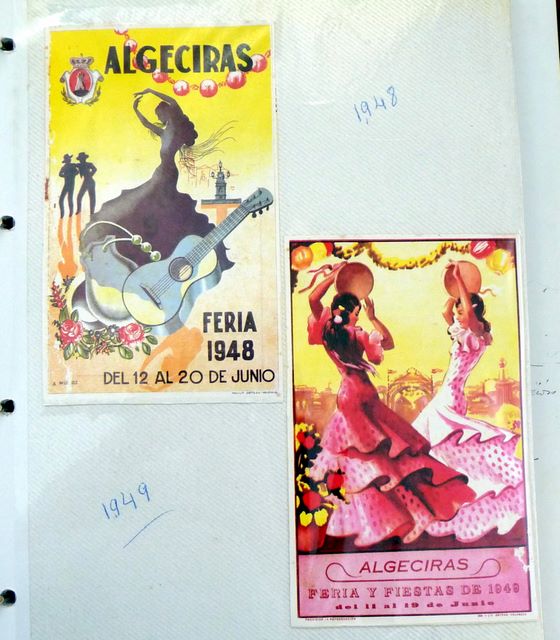 ALGECIRAS
1948
FERIA
1948
DEL 12 AL 20 DE JUNIO
1949
ALGECIRAS
FERIA Y FIESTAS DE 1949
del 11 al 19 de Junio